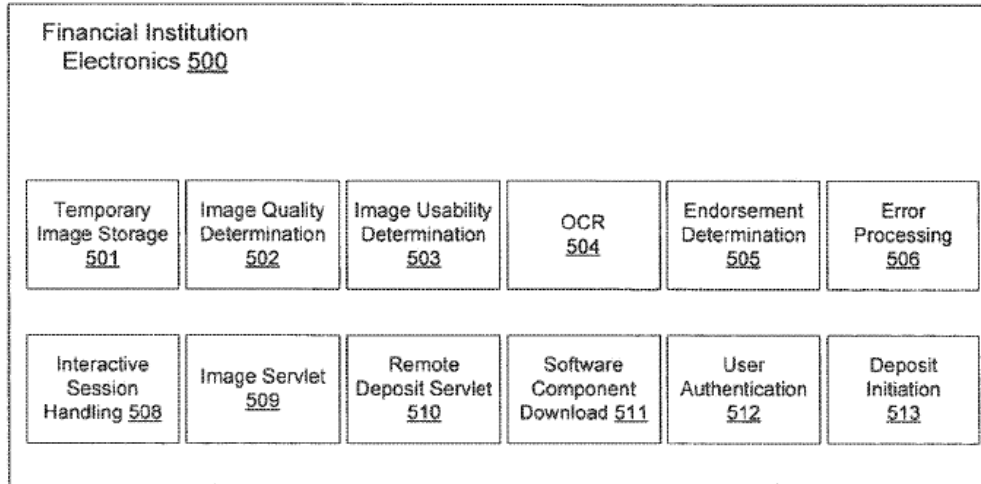 Financial Institution
Electronics 500
Temporary
Image Storage
501
Image Quality
Determination
502
Image Usability
Determination
503
OCR
504
Endorsement
Determination
505
Error
Processing
506
Interactive
Session
Handling 508
Image Servlet
509
Remote
Deposit Servlet
510
Software
Component
Download 511
User
Authentication
512
Deposit
Initiation
513